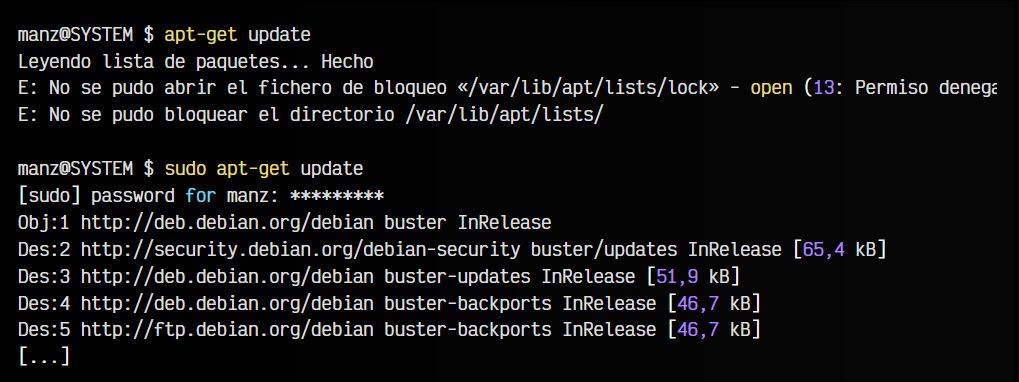 manz@SYSTEM $ apt-get update
Leyendo lista de paquetes... Hecho
E: No se pudo abrir el fichero de bloqueo «/var/lib/apt/lists/lock» - open (13: Permiso denega
E: No se pudo bloquear el directorio /var/lib/apt/lists/
manz@SYSTEM $ sudo apt-get update
[sudo] password for manz: *********
Obj:1 http://deb.debian.org/debian buster InRelease
Des:2 http://security.debian.org/debian-security buster/updates InRelease [65,4 kB]
Des:3 http://deb.debian.org/debian buster-updates InRelease [51,9 kB]
Des:4 http://deb.debian.org/debian buster-backports InRelease [46,7 kB]
Des:5 http://ftp.debian.org/debian buster-backports InRelease [46,7 kB]
[...]